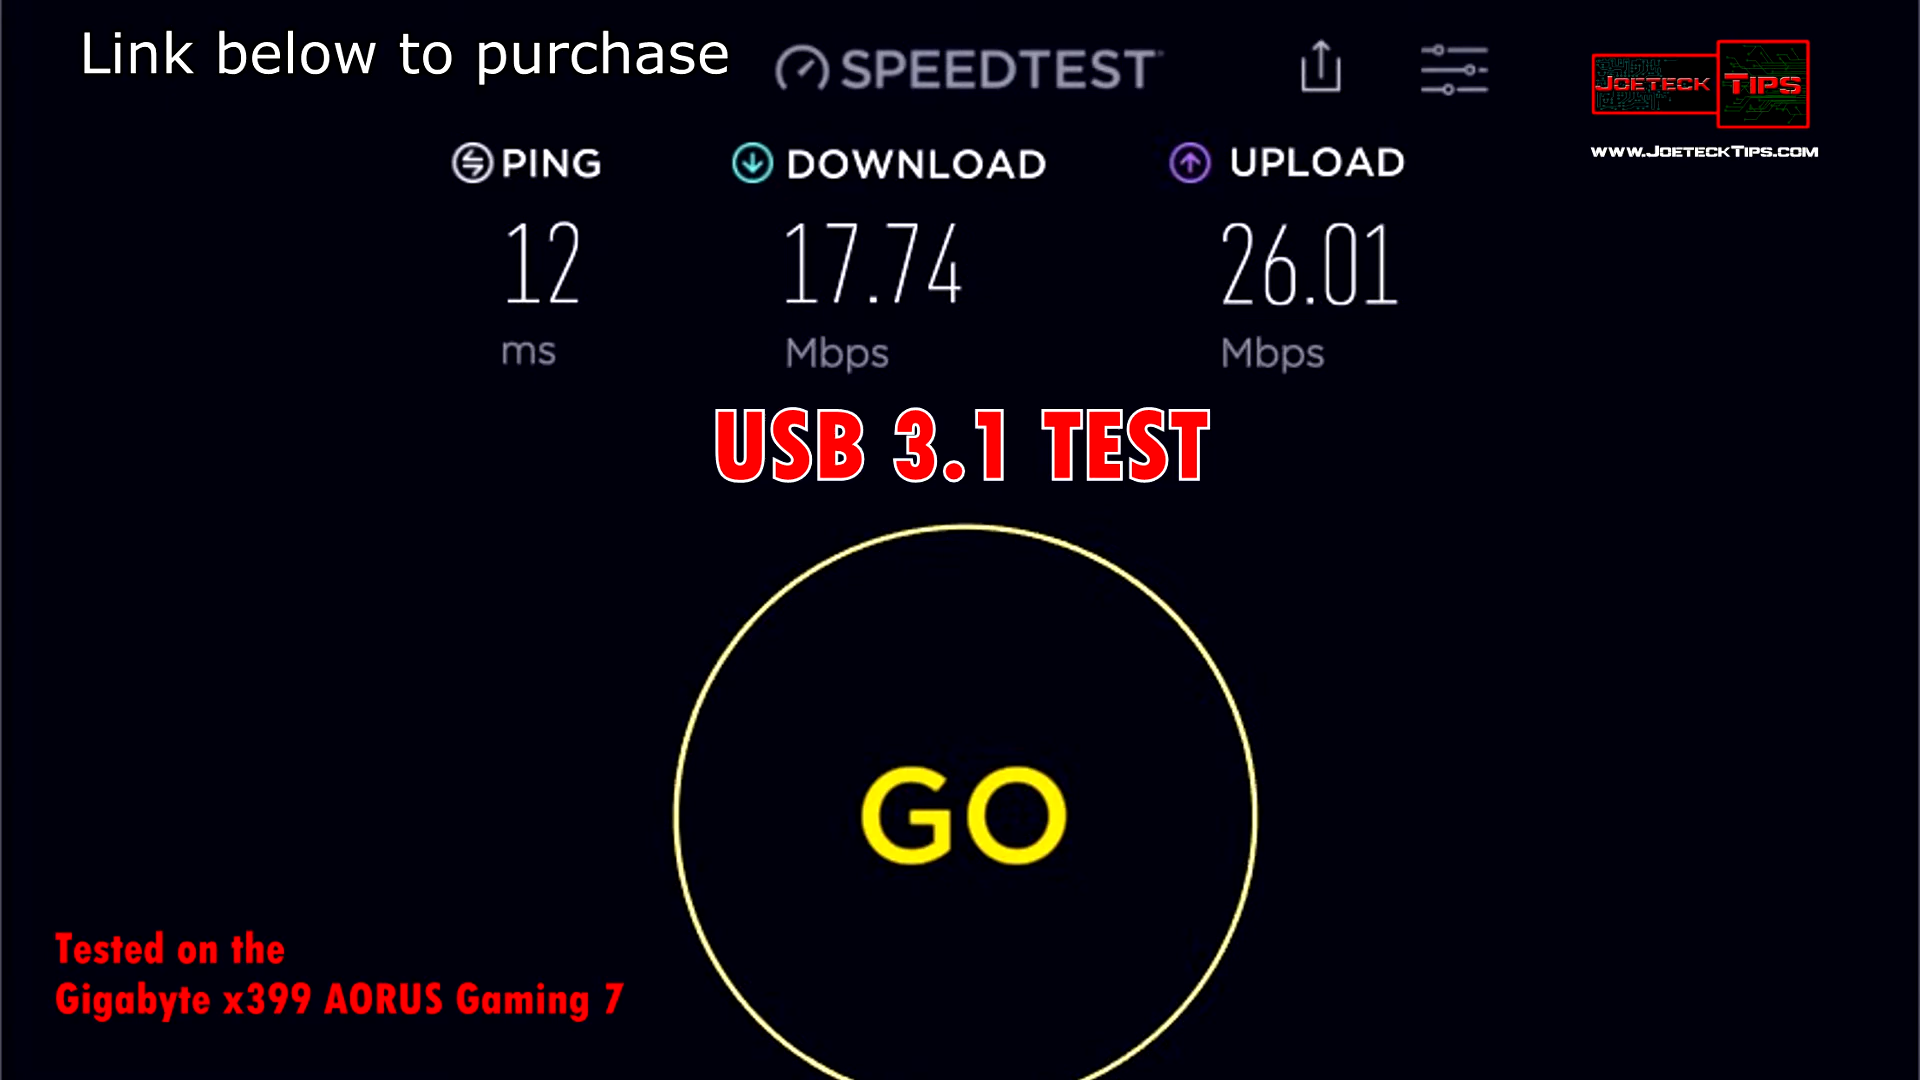 Link below to purchase
SPEEDTEST
JOETECK TIPS
WWW.JOETECKTIPS.COM
PING
DOWNLOAD
UPLOAD
12
17.74
26.01
ms
Mbps
Mbps
USB 3.1 TEST
GO
Tested on the
Gigabyte x399 AORUS Gaming 7